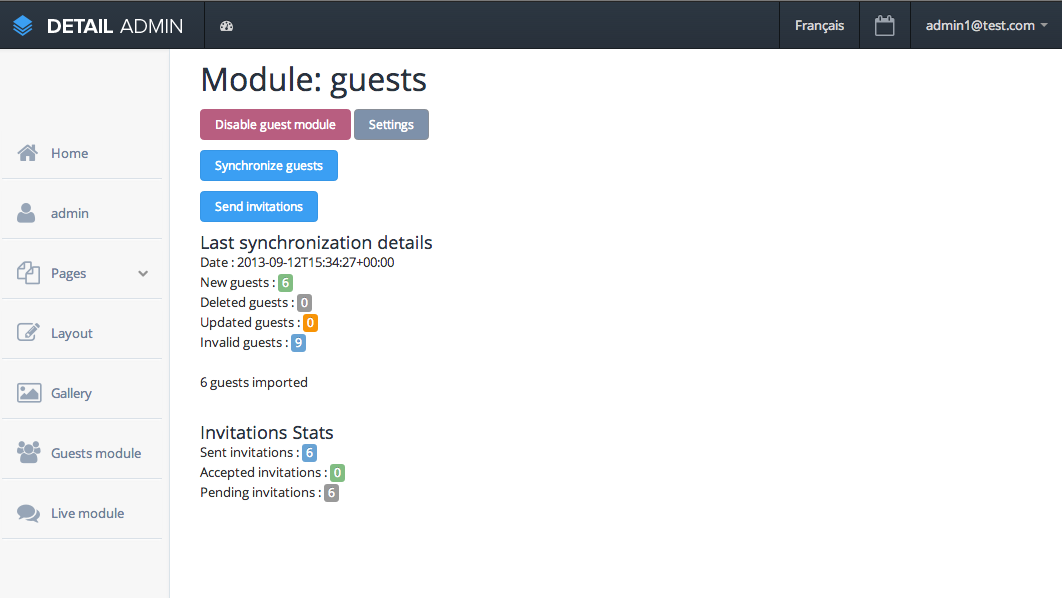 DETAIL ADMIN
Français
admin1@test.com
Home
admin
Pages
Layout
Gallery
Guests module
Live module
Module: guests
Disable guest module Settings
Synchronize guests
Send invitations
Last synchronization details
Date : 2013-09-12T15:34:27+00:00
New guests : 6
Deleted guests : 0
Updated guests : 0
Invalid guests : 9
6 guests imported
Invitations Stats
Sent invitations : 6
Accepted invitations : 0
Pending invitations : 6